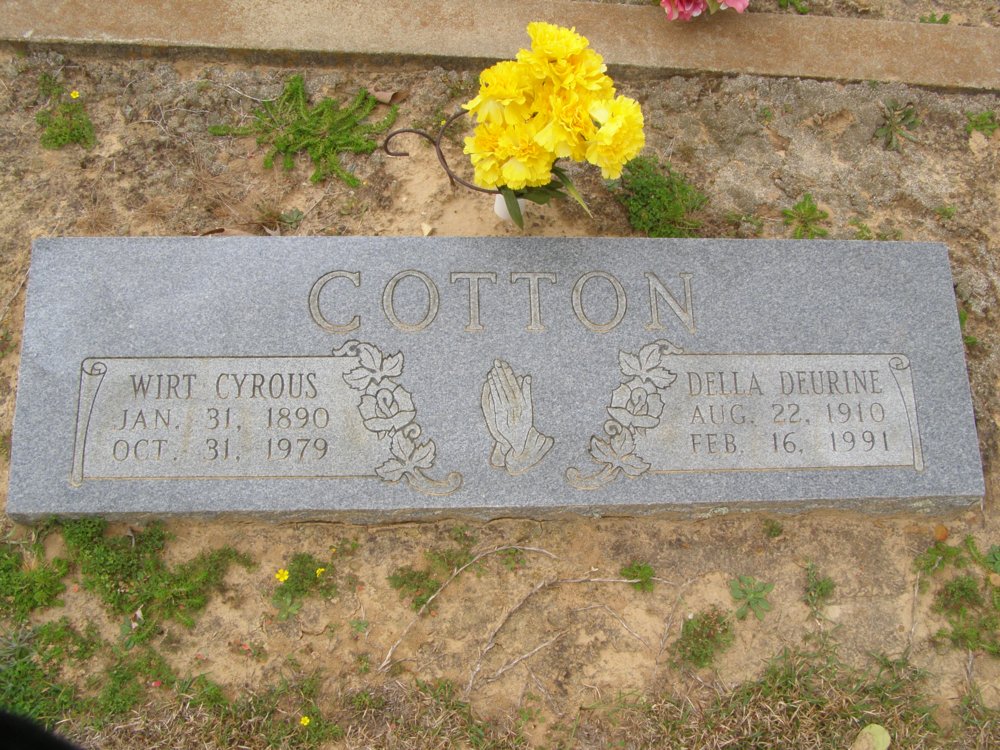 COTTON
WIRT CYROUS
JAN. 31, 1890
OCT. 31, 1979
DELLA DEURINE
AUG. 22, 1910
FEB. 16, 1991